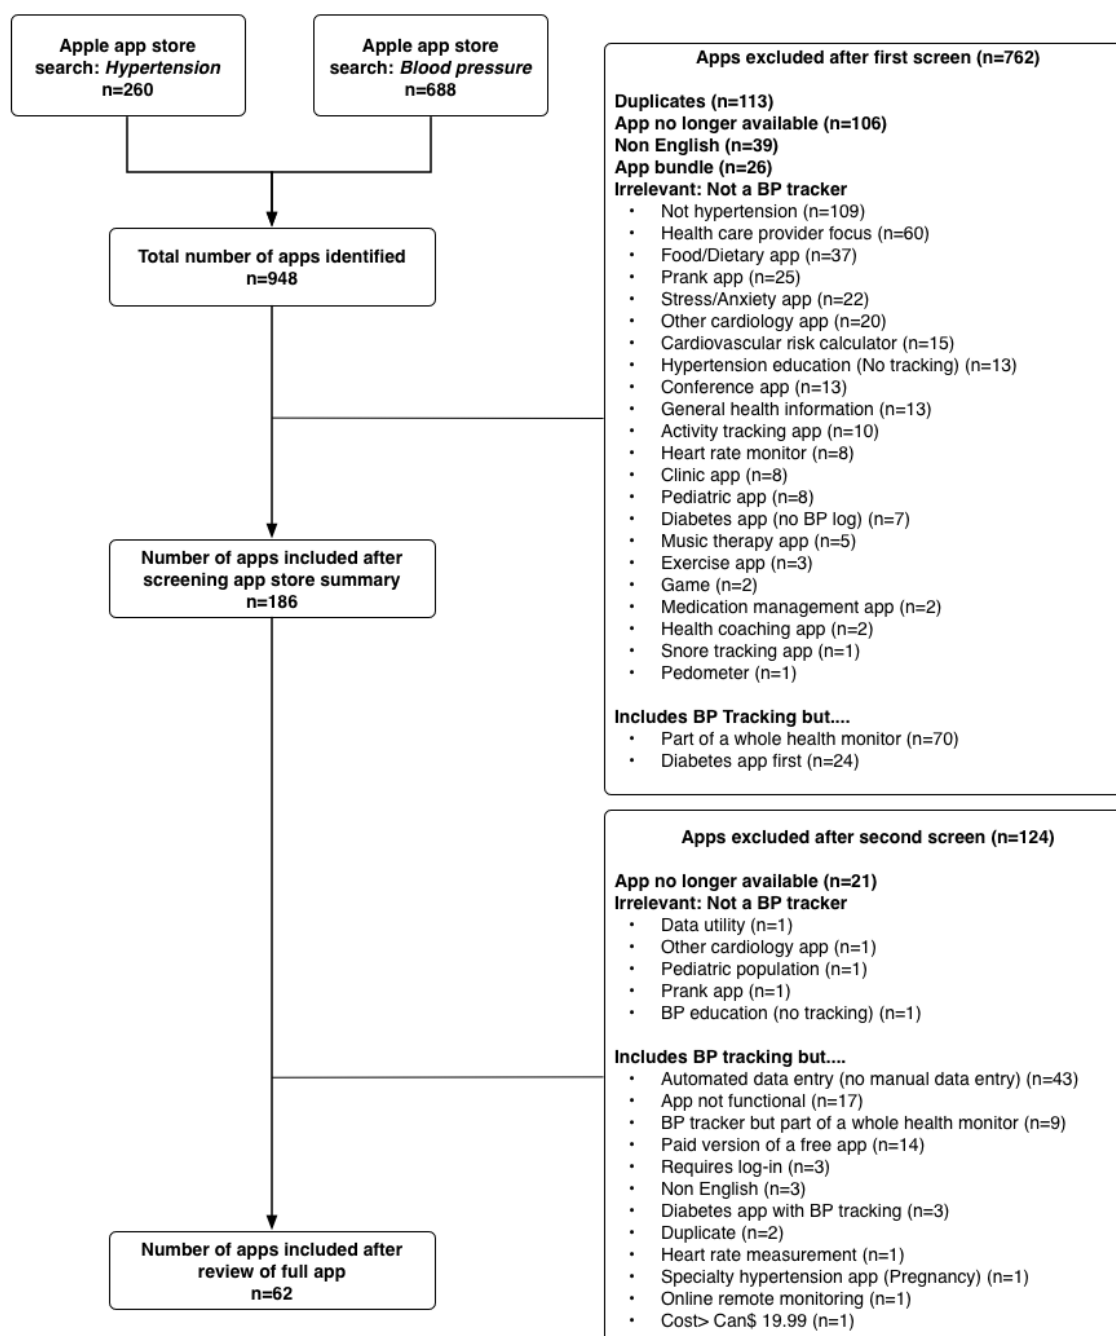 Apple app store
search: Hypertension
n=260
Apple app store
search: Blood pressure
n=688
Total number of apps identified
n=948
Apps excluded after first screen (n=762)
Duplicates (n=113)
App no longer available (n=106)
Non English (n=39)
App bundle (n=26)
Irrelevant: Not a BP tracker
• Not hypertension (n=109)
• Health care provider focus (n=60)
• Food/Dietary app (n=37)
• Prank app (n=25)
• Stress/Anxiety app (n=22)
• Other cardiology app (n=20)
• Cardiovascular risk calculator (n=15)
• Hypertension education (No tracking) (n=13)
• Conference app (n=13)
• General health information (n=13)
• Activity tracking app (n=10)
• Heart rate monitor (n=8)
• Clinic app (n=8)
• Pediatric app (n=8)
• Diabetes app (no BP log) (n=7)
• Music therapy app (n=5)
• Exercise app (n=3)
• Game (n=2)
• Medication management app (n=2)
• Health coaching app (n=2)
• Snore tracking app (n=1)
• Pedometer (n=1)
Includes BP Tracking but....
• Part of a whole health monitor (n=70)
• Diabetes app first (n=24)
Number of apps included after
screening app store summary
n=186
Apps excluded after second screen (n=124)
App no longer available (n=21)
Irrelevant: Not a BP tracker
• Data utility (n=1)
• Other cardiology app (n=1)
• Pediatric population (n=1)
• Prank app (n=1)
• BP education (no tracking) (n=1)
Includes BP tracking but....
• Automated data entry (no manual data entry) (n=43)
• App not functional (n=17)
• BP tracker but part of a whole health monitor (n=9)
• Paid version of a free app (n=14)
• Requires log-in (n=3)
• Non English (n=3)
• Diabetes app with BP tracking (n=3)
• Duplicate (n=2)
• Heart rate measurement (n=1)
• Specialty hypertension app (Pregnancy) (n=1)
• Online remote monitoring (n=1)
• Cost> Can$ 19.99 (n=1)
Number of apps included after
review of full app
n=62